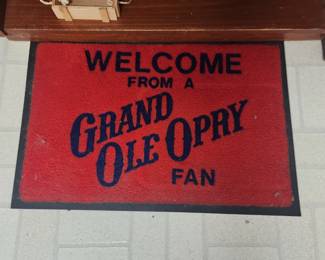 WELCOME
FROM A
GRAND
OLE OPRY
FAN